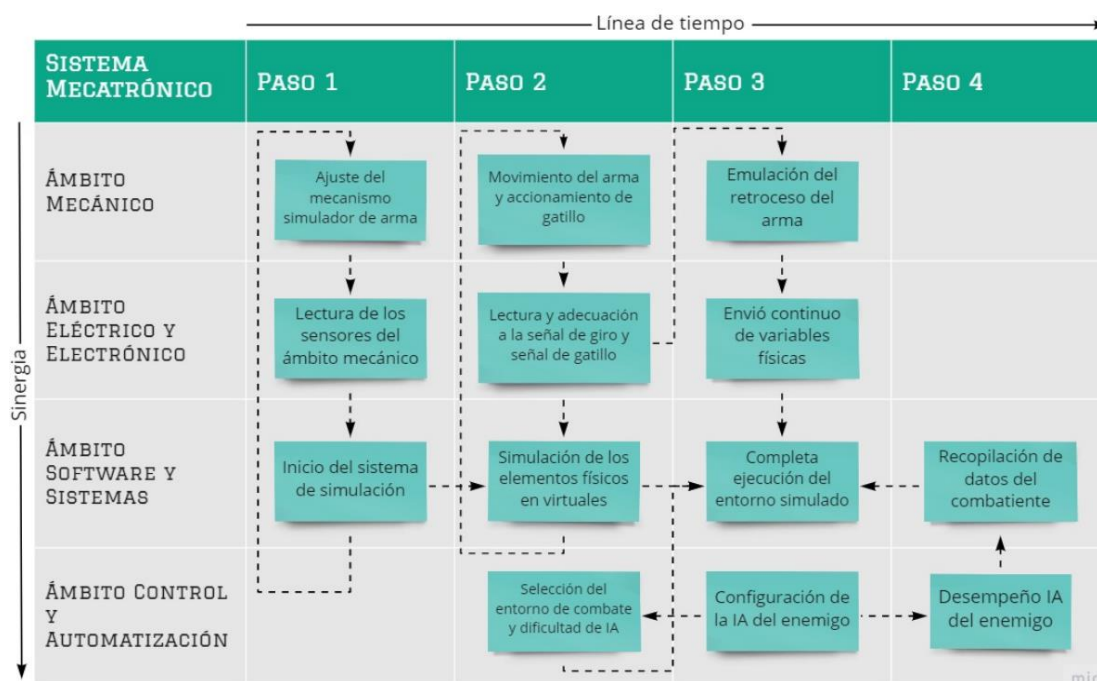 Línea de tiempo
SISTEMA
MECATRÓNICO
PASO 1
PASO 2
PASO 3
PASO 4
Sinergia
ÁMBITO
MECÁNICO
Ajuste del
mecanismo
simulador de arma
Movimiento del arma
y accionamiento de
gatillo
Emulación del
retroceso del
arma
ÁMBITO
ELÉCTRICO Y
ELECTRÓNICO
Lectura de los
sensores del
ámbito mecánico
Lectura y adecuación
a la señal de giro y
señal de gatillo
Envió continuo
de variables
físicas
ÁMBITO
SOFTWARE Y
SISTEMAS
Inicio del sistema
de simulación
Simulación de los
elementos físicos
en virtuales
Completa
ejecución del
entorno simulado
Recopilación de
datos del
combatiente
ÁMBITO CONTROL
Y
AUTOMATIZACIÓN
Selección del
entorno de combate
y dificultad de IA
Configuración de
la IA del enemigo
Desempeño IA
del enemigo